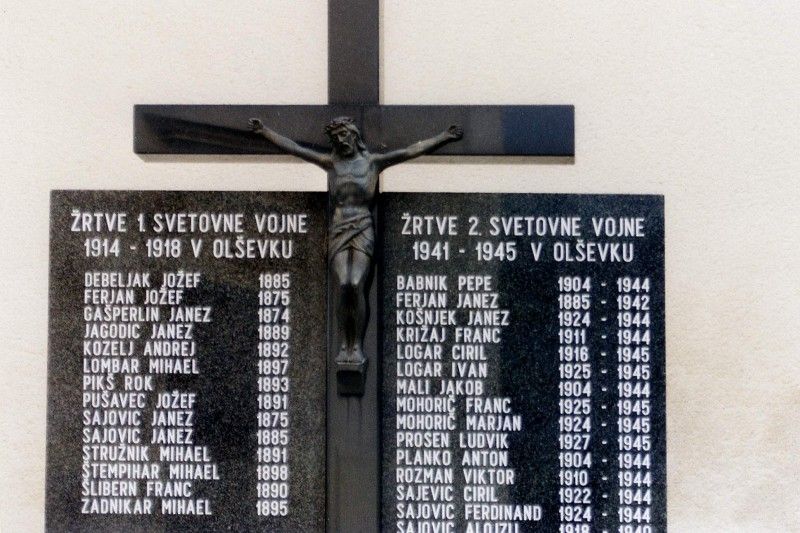 ŽRTVE 1. SVETOVNE VOJNE
1914 - 1918 V OLŠEVKU
DEBELJAK JOŽEF 1885
FERJAN JOŽEF 1875
GAŠPERLIN JANEZ 1874
JAGODIC JANEZ 1889
KOZELJ ANDREJ 1892
LOMBAR MIHAEL 1897
PIKŠ ROK 1893
PUŠAVEC JOŽEF 1891
SAJOVIC JANEZ 1875
SAJOVIC JANEZ 1885
STRUŽNIK MIHAEL 1891
ŠTEMPIHAR MIHAEL 1898
ŠLIBERN FRANC 1890
ZADNIKAR MIHAEL 1895
ŽRTVE 2. SVETOVNE VOJNE
1941 - 1945 V OLŠEVKU
BABNIK PEPE 1904 - 1944
FERJAN JANEZ 1885 - 1942
KOŠNJEK JANEZ 1924 - 1944
KRIŽAJ FRANC 1911 - 1944
LOGAR CIRIL 1916 - 1945
LOGAR IVAN 1925 - 1945
MALI JAKOB 1904 - 1944
MOHORIČ FRANC 1925 - 1945
MOHORIČ MARJAN 1924 - 1945
PROSEN LUDVIK 1927 - 1945
PLANKO ANTON 1904 - 1944
ROZMAN VIKTOR 1910 - 1944
SAJEVIC CIRIL 1922 - 1944
SAJOVIC FERDINAND 1924 - 1944
SAJOVIC ALOJZIJ